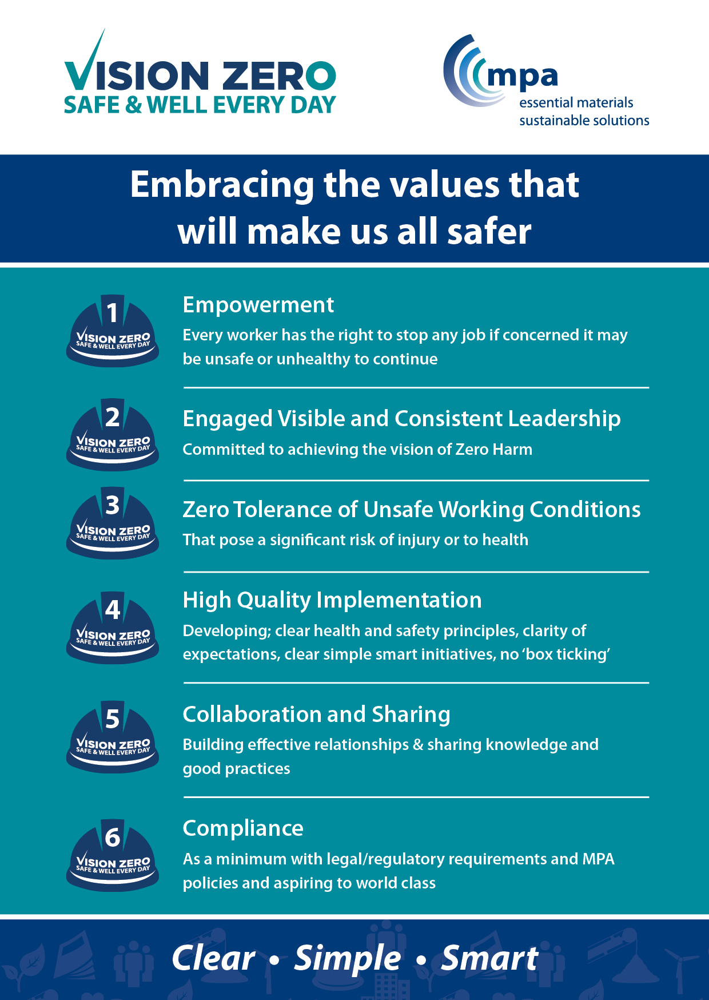 VISION ZERO
SAFE & WELL EVERY DAY
mpa
essential materials
sustainable solutions
Embracing the values that
will make us all safer
1
VISION ZERO
SAFE & WELL EVERY DAY
Empowerment
Every worker has the right to stop any job if concerned it may
be unsafe or unhealthy to continue
2
VISION ZERO
SAFE & WELL EVERY DAY
Engaged Visible and Consistent Leadership
Committed to achieving the vision of Zero Harm
3
VISION ZERO
SAFE & WELL EVERY DAY
Zero Tolerance of Unsafe Working Conditions
That pose a significant risk of injury or to health
4
VISION ZERO
SAFE & WELL EVERY DAY
High Quality Implementation
Developing; clear health and safety principles, clarity of
expectations, clear simple smart initiatives, no ‘box ticking’
5
VISION ZERO
SAFE & WELL EVERY DAY
Collaboration and Sharing
Building effective relationships & sharing knowledge and
good practices
6
VISION ZERO
SAFE & WELL EVERY DAY
Compliance
As a minimum with legal/regulatory requirements and MPA
policies and aspiring to world class
Clear • Simple • Smart